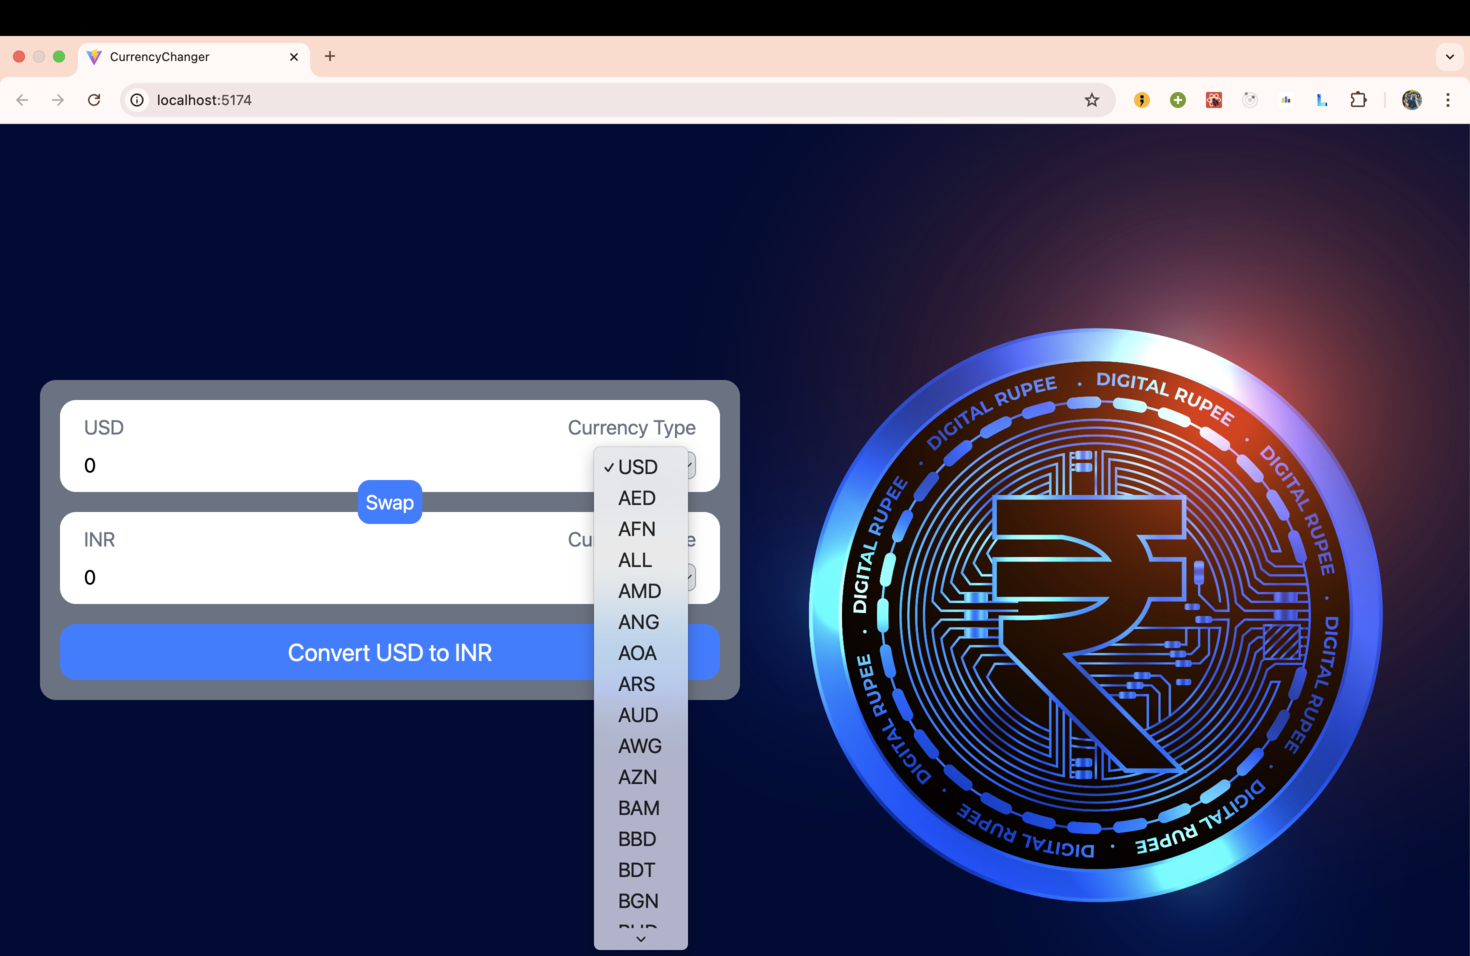 CurrencyChanger
localhost:5174
USD
Currency Type
0
Swap
INR
0
Convert USD to INR
✓ USD
AED
AFN
ALL
AMD
ANG
AOA
ARS
AUD
AWG
AZN
BAM
BBD
BDT
BGN
DIGITAL RUPEE · DIGITAL RUPEE · DIGITAL RUPEE · DIGITAL RUPEE · DIGITAL RUPEE · DIGITAL RUPEE · DIGITAL RUPEE · DIGITAL RUPEE ·